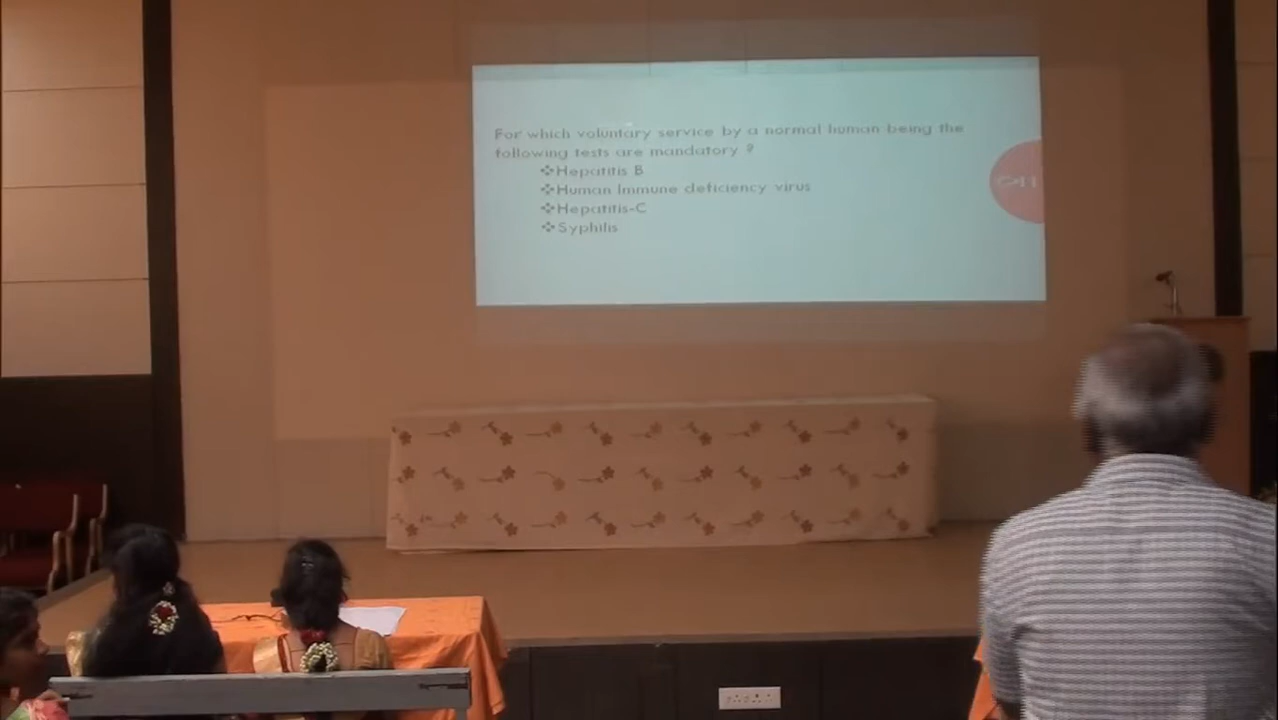 For which voluntary service by a normal human being the
following tests are mandatory ?
❖Hepatitis B
❖Human Immune deficiency virus
❖Hepatitis-C
❖Syphilis